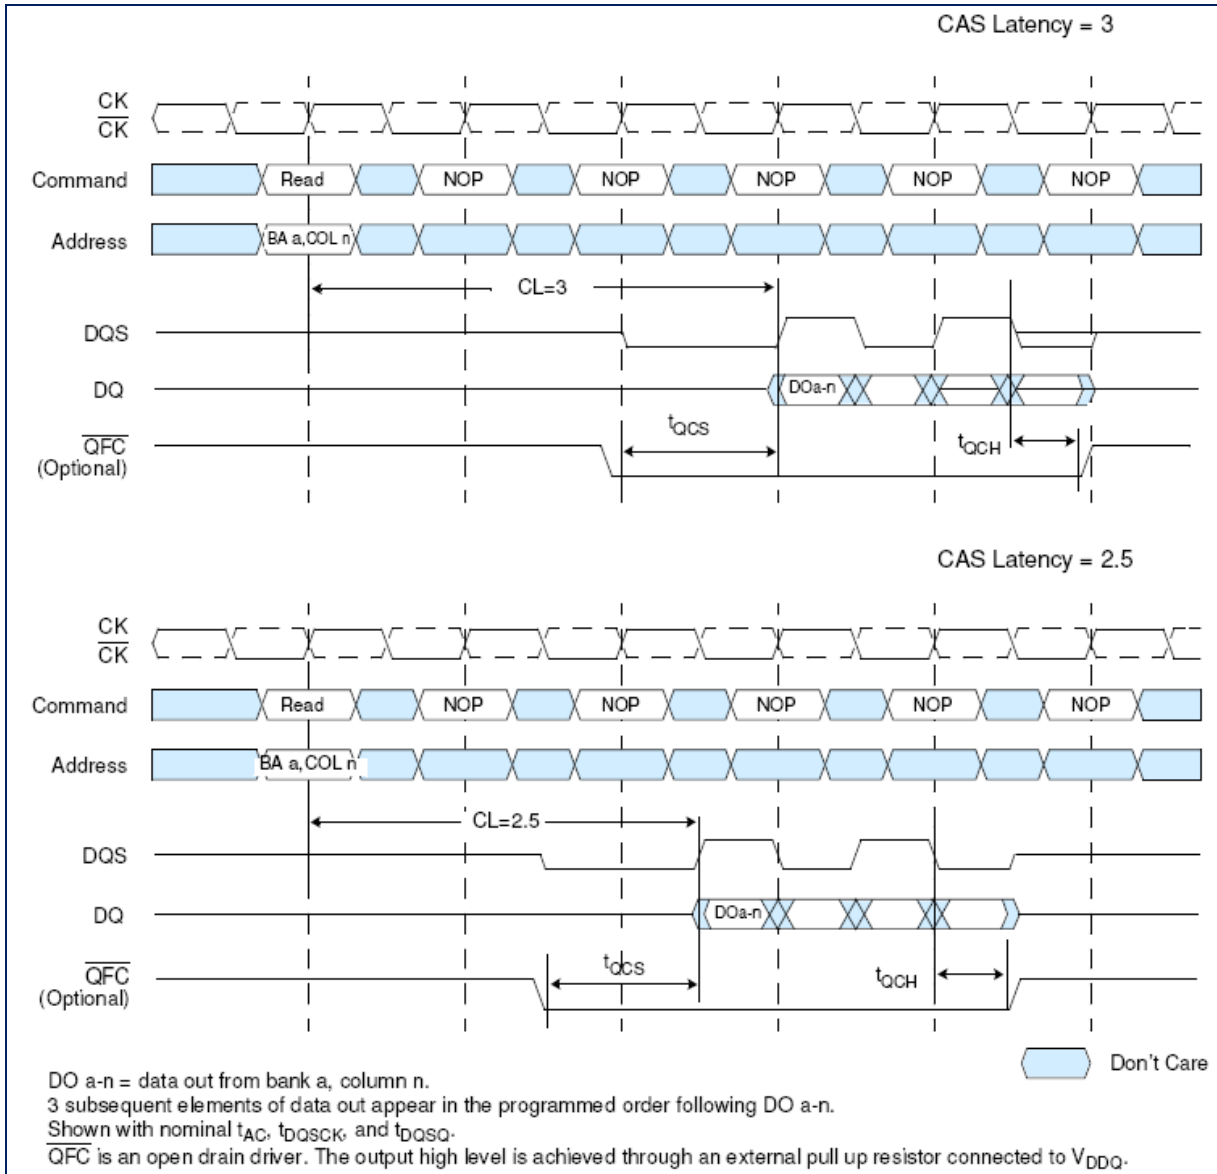 CAS Latency = 3
CK
CK
Command Read NOP NOP NOP NOP NOP
Address BA a,COL n
CL=3
DQS
DQ DOa-n
tQCS
QFC
(Optional)
tQCH
CAS Latency = 2.5
CK
CK
Command Read NOP NOP NOP NOP NOP
Address BA a,COL n
CL=2.5
DQS
DQ DOa-n
tQCS
QFC
(Optional)
tQCH
Don't Care
DO a-n = data out from bank a, column n.
3 subsequent elements of data out appear in the programmed order following DO a-n.
Shown with nominal tAC, tDQSCK, and tDQSQ.
QFC is an open drain driver. The output high level is achieved through an external pull up resistor connected to VDDQ.